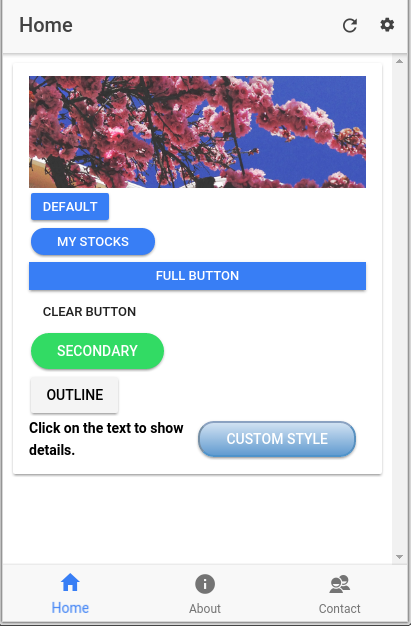 Home
DEFAULT
MY STOCKS
FULL BUTTON
CLEAR BUTTON
SECONDARY
OUTLINE
Click on the text to show
details.
CUSTOM STYLE
Home
About
Contact